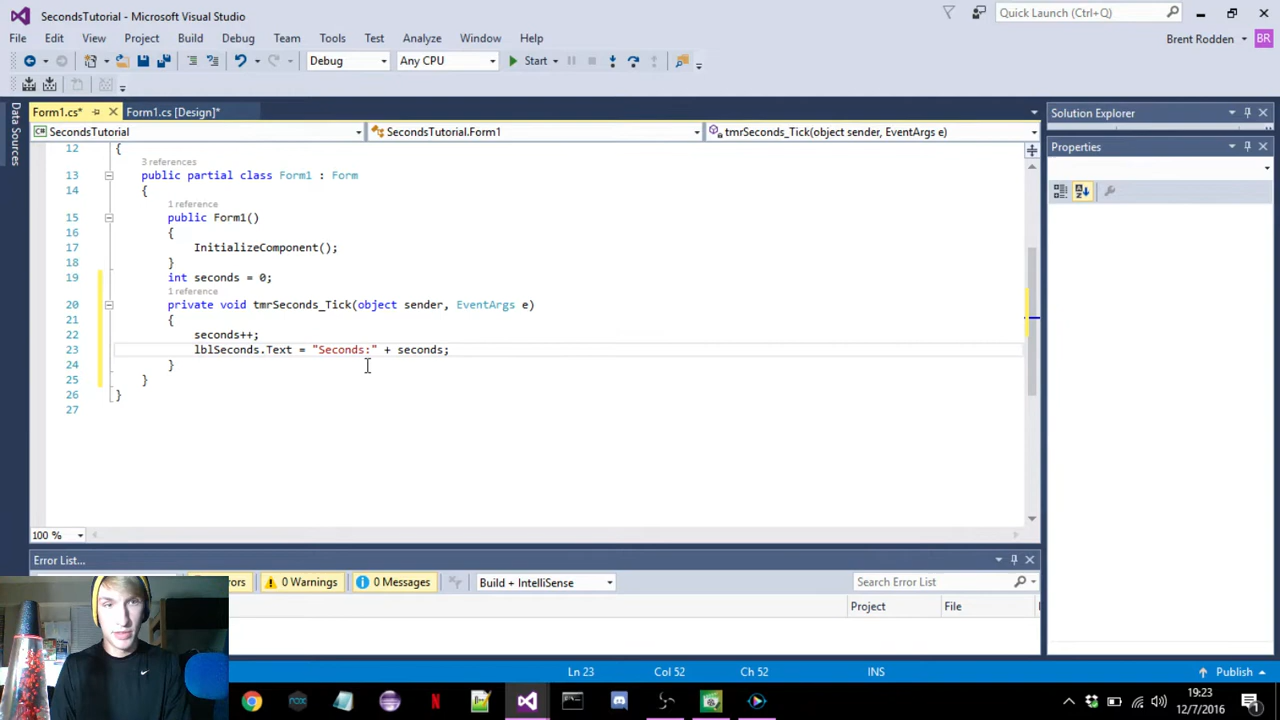 SecondsTutorial - Microsoft Visual Studio
Quick Launch (Ctrl+Q)
File Edit View Project Build Debug Team Tools Test Analyze Window Help
Brent Rodden BR
Debug Any CPU Start
Data Sources
Form1.cs* Form1.cs [Design]*
Solution Explorer
SecondsTutorial SecondsTutorial.Form1 tmrSeconds_Tick(object sender, EventArgs e)
Properties
12 {
3 references
13 public partial class Form1 : Form
14 {
1 reference
15 public Form1()
16 {
17 InitializeComponent();
18 }
19 int seconds = 0;
1 reference
20 private void tmrSeconds_Tick(object sender, EventArgs e)
21 {
22 seconds++;
23 lblSeconds.Text = "Seconds:" + seconds;
24 }
25 }
26 }
27
100 %
Error List...
0 Warnings 0 Messages Build + IntelliSense Search Error List
Project File
Ln 23 Col 52 Ch 52 INS Publish
19:23
12/7/2016